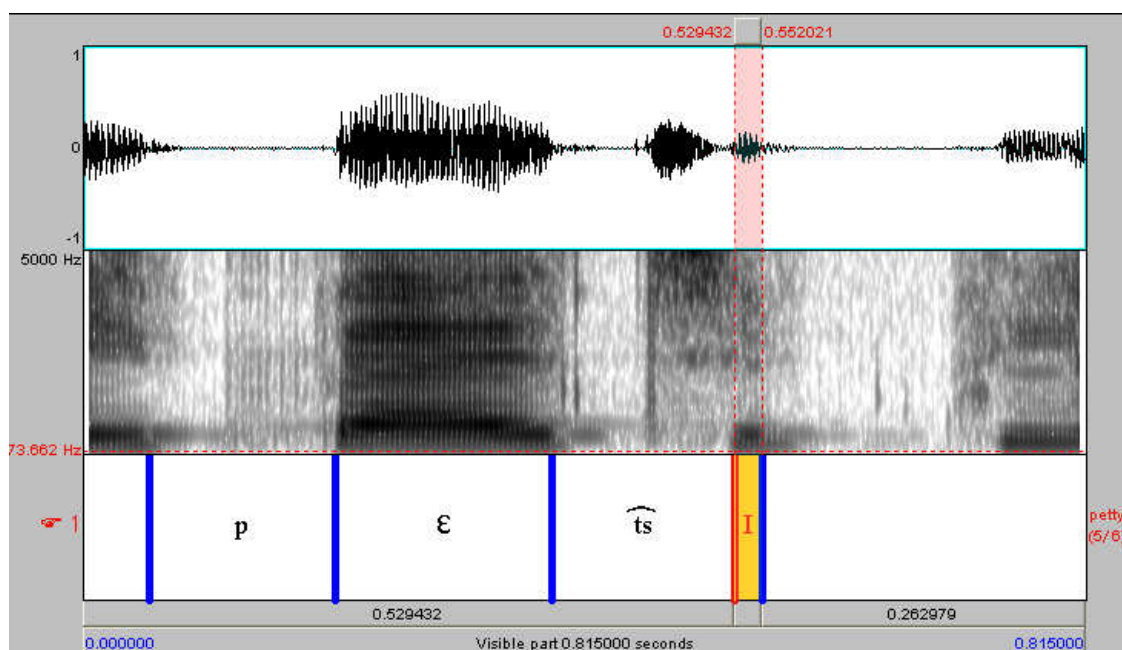 0.529432 0.552021
1
0
-1
5000 Hz
73.662 Hz
☞ 1 p ɛ t͡s I petty
(5/6)
0.529432 0.262979
0.000000 Visible part 0.815000 seconds 0.815000